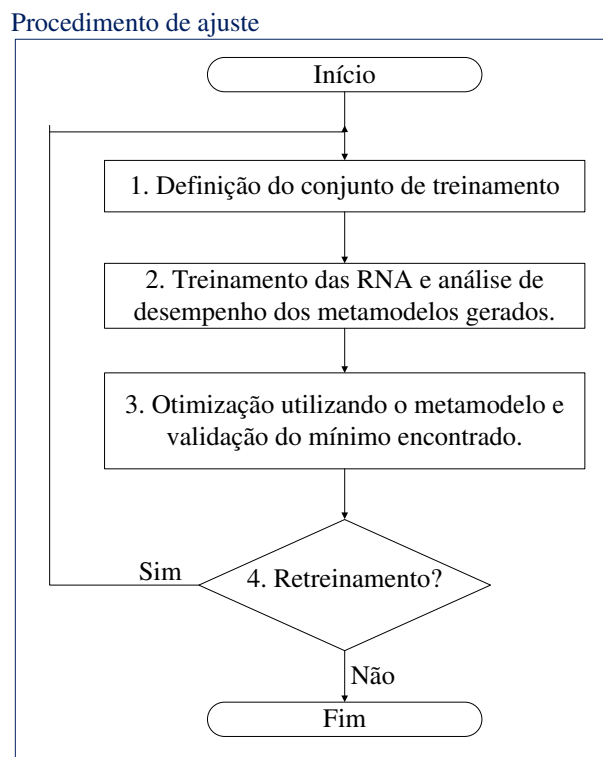 Procedimento de ajuste
Início
1. Definição do conjunto de treinamento
2. Treinamento das RNA e análise de
desempenho dos metamodelos gerados.
3. Otimização utilizando o metamodelo e
validação do mínimo encontrado.
Sim
4. Retreinamento?
Não
Fim